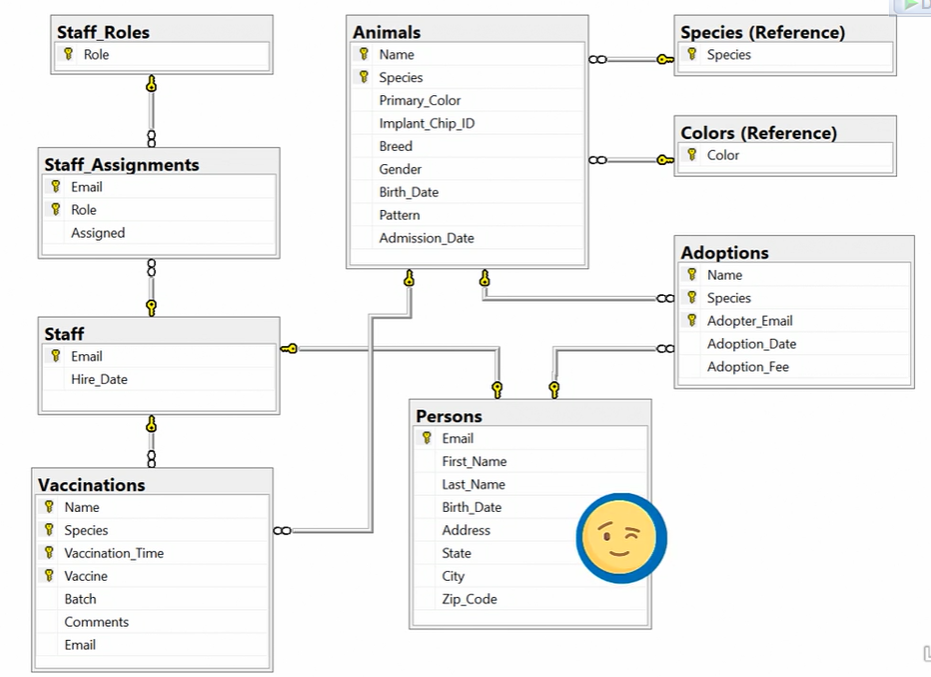 Staff_Roles
Role
Animals
Name
Species
Primary_Color
Implant_Chip_ID
Breed
Gender
Birth_Date
Pattern
Admission_Date
Species (Reference)
Species
Colors (Reference)
Color
Staff_Assignments
Email
Role
Assigned
Adoptions
Name
Species
Adopter_Email
Adoption_Date
Adoption_Fee
Staff
Email
Hire_Date
Persons
Email
First_Name
Last_Name
Birth_Date
Address
State
City
Zip_Code
Vaccinations
Name
Species
Vaccination_Time
Vaccine
Batch
Comments
Email